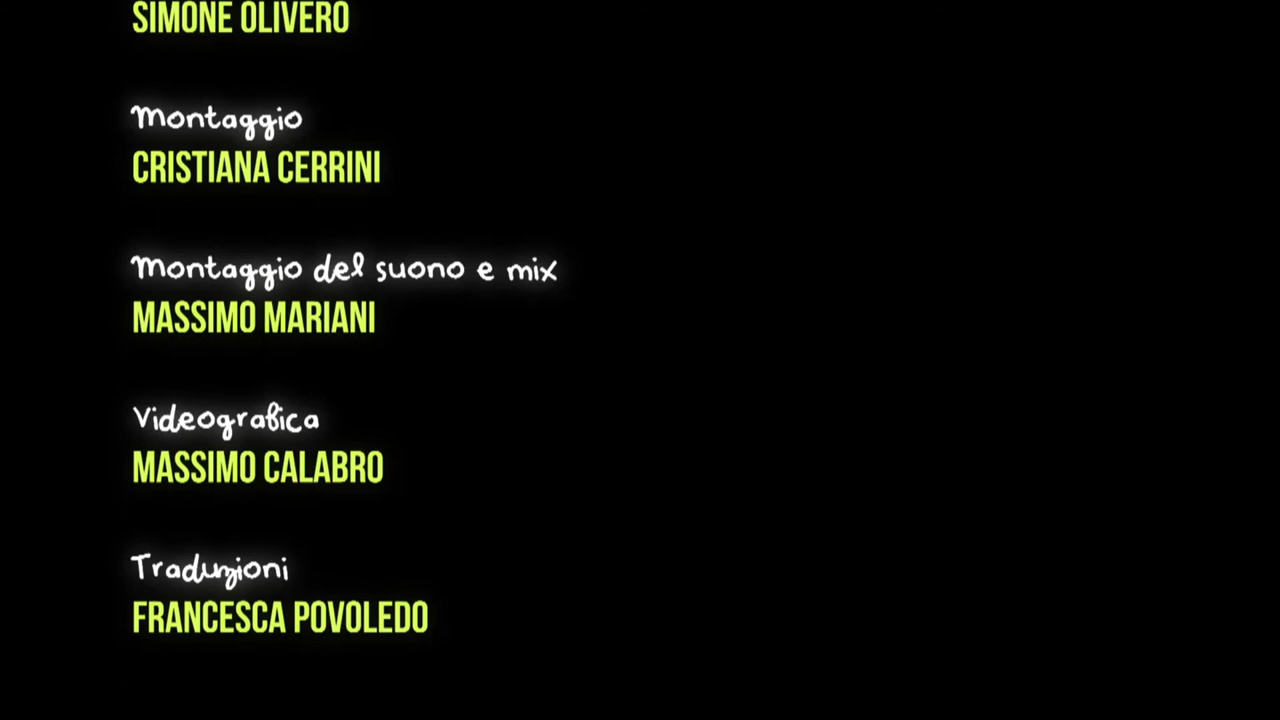 SIMONE OLIVERO
Montaggio
CRISTIANA CERRINI
Montaggio del suono e mix
MASSIMO MARIANI
Videografica
MASSIMO CALABRO
Traduzioni
FRANCESCA POVOLEDO